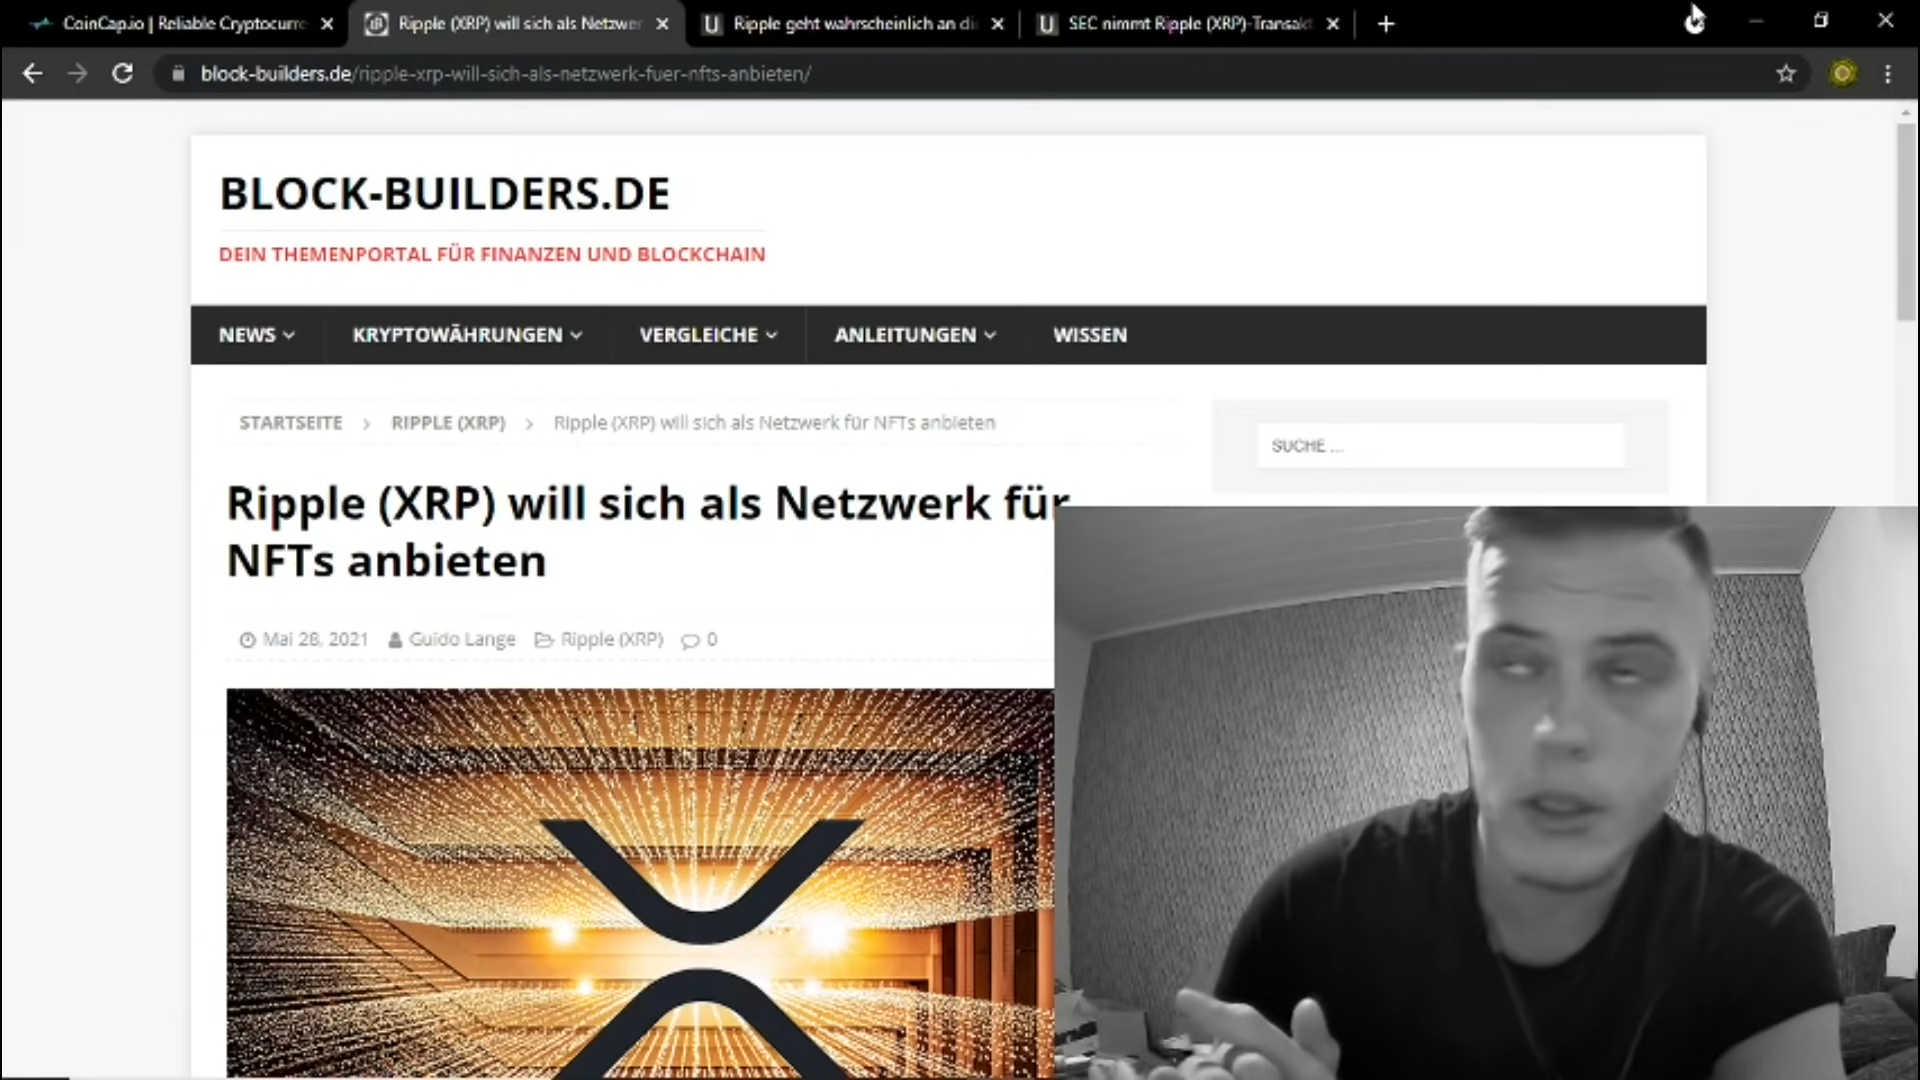 CoinCap.io | Reliable Cryptocurre
Ripple (XRP) will sich als Netzwer
Ripple geht wahrscheinlich an di
SEC nimmt Ripple (XRP)-Transakt
block-builders.de/ripple-xrp-will-sich-als-netzwerk-fuer-nfts-anbieten/
BLOCK-BUILDERS.DE
DEIN THEMENPORTAL FÜR FINANZEN UND BLOCKCHAIN
NEWS KRYPTOWÄHRUNGEN VERGLEICHE ANLEITUNGEN WISSEN
STARTSEITE > RIPPLE (XRP) > Ripple (XRP) will sich als Netzwerk für NFTs anbieten
SUCHE ...
Ripple (XRP) will sich als Netzwerk für
NFTs anbieten
Mai 28, 2021 Guido Lange Ripple (XRP) 0